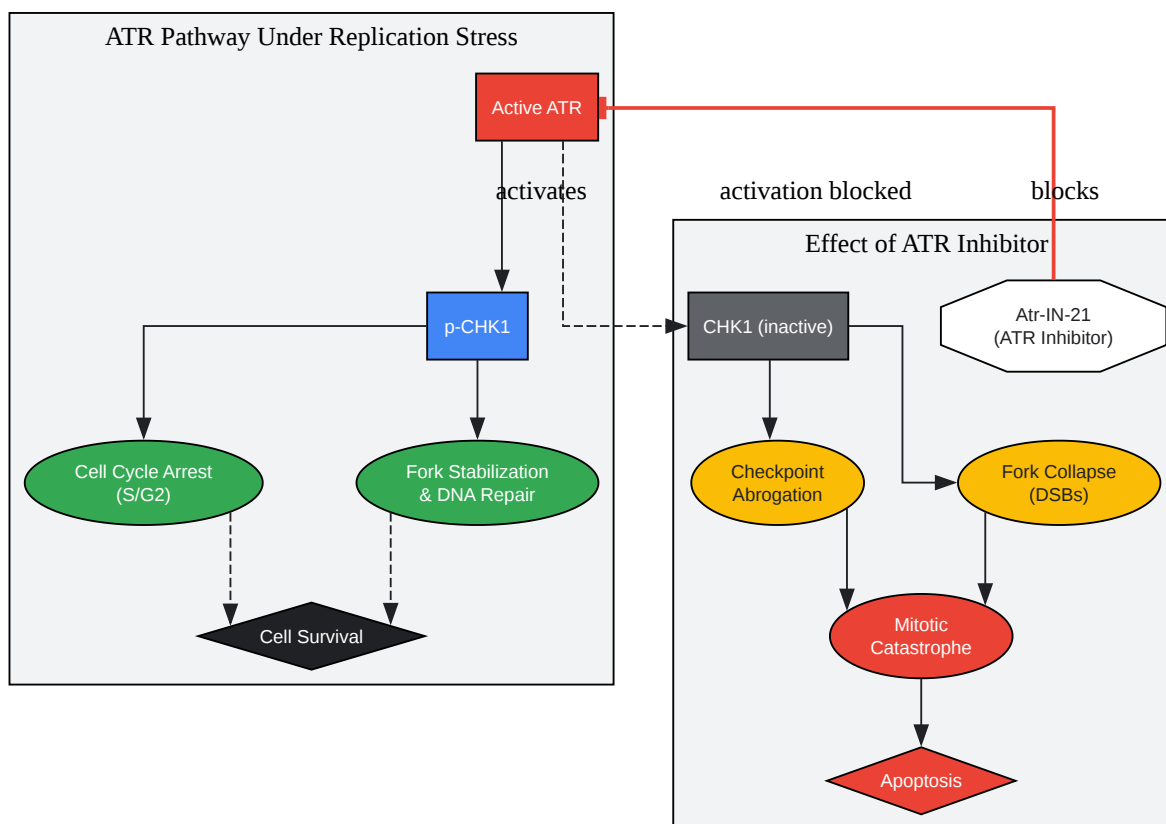 ATR Pathway Under Replication Stress
Active ATR
activates
activation blocked
blocks
Effect of ATR Inhibitor
p-CHK1
CHK1 (inactive)
Atr-IN-21
(ATR Inhibitor)
Cell Cycle Arrest
(S/G2)
Fork Stabilization
& DNA Repair
Checkpoint
Abrogation
Fork Collapse
(DSBs)
Cell Survival
Mitotic
Catastrophe
Apoptosis